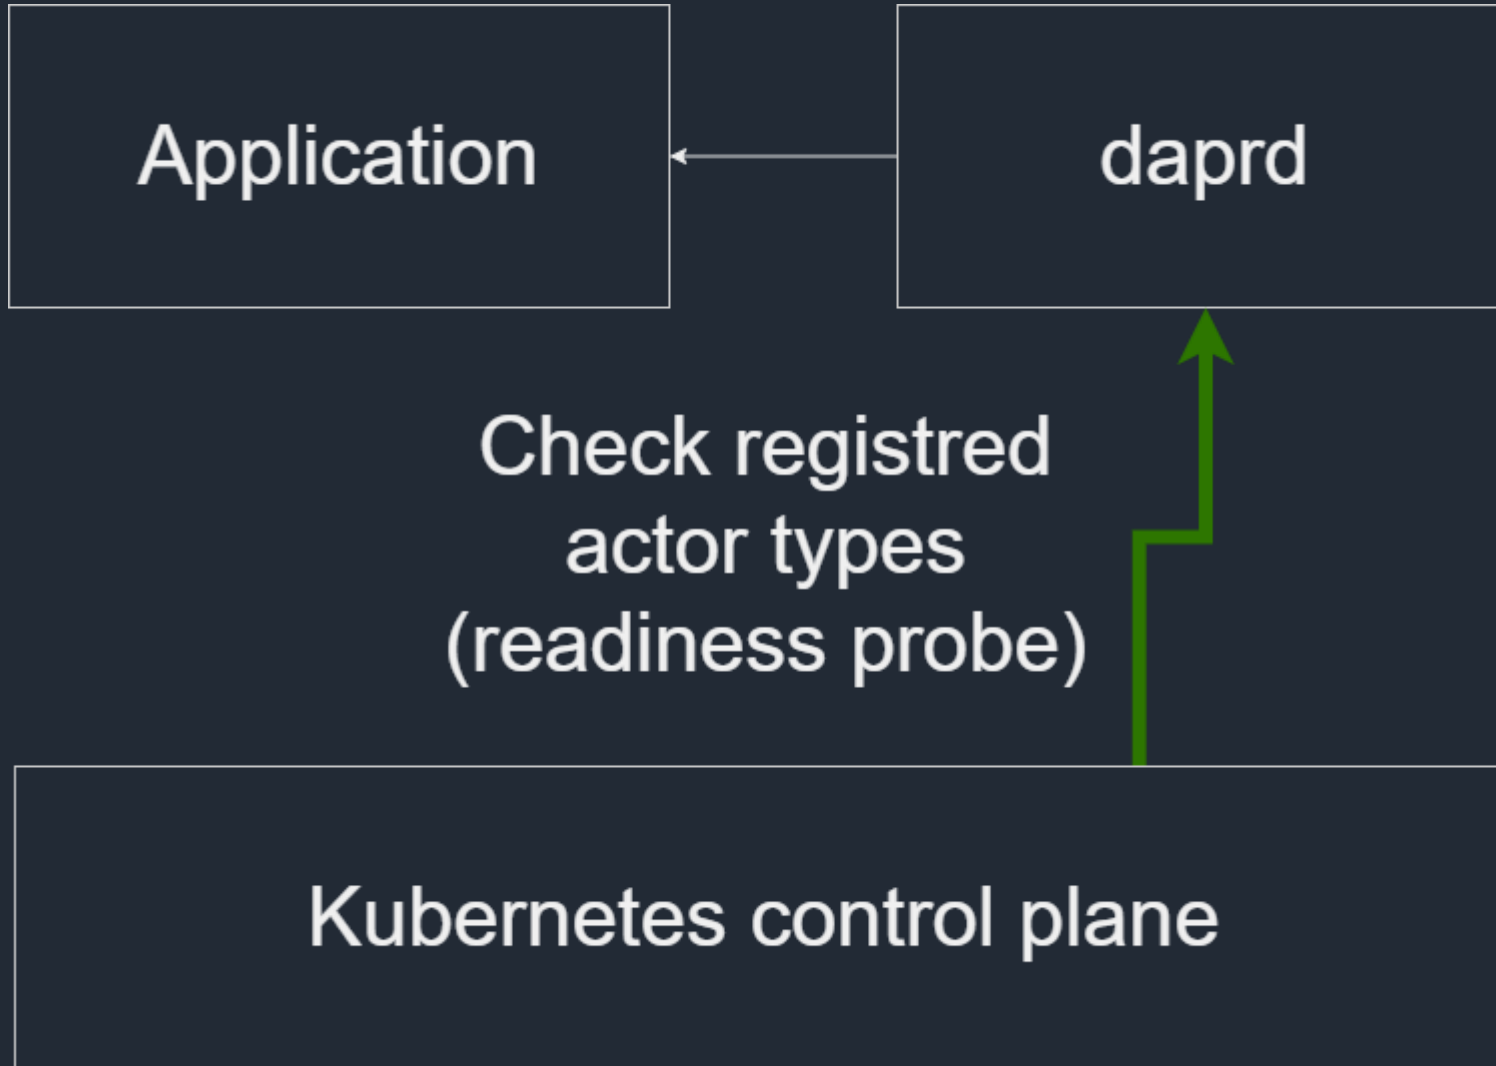 Application
daprd
Check registred
actor types
(readiness probe)
Kubernetes control plane